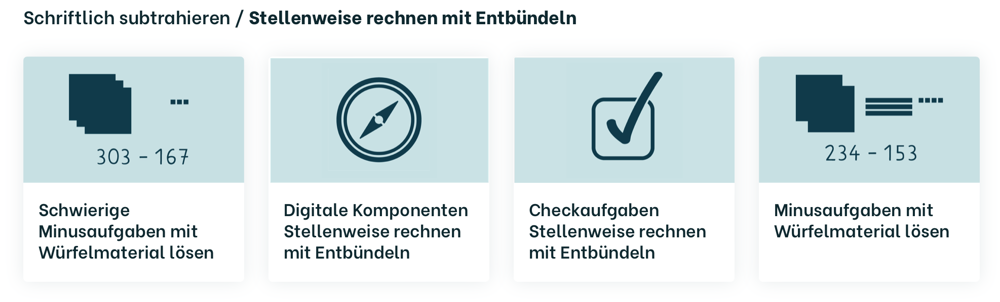 Schriftlich subtrahieren / Stellenweise rechnen mit Entbündeln
303 - 167
Schwierige
Minusaufgaben mit
Würfelmaterial lösen
Digitale Komponenten
Stellenweise rechnen
mit Entbündeln
Checkaufgaben
Stellenweise rechnen
mit Entbündeln
234 - 153
Minusaufgaben mit
Würfelmaterial lösen